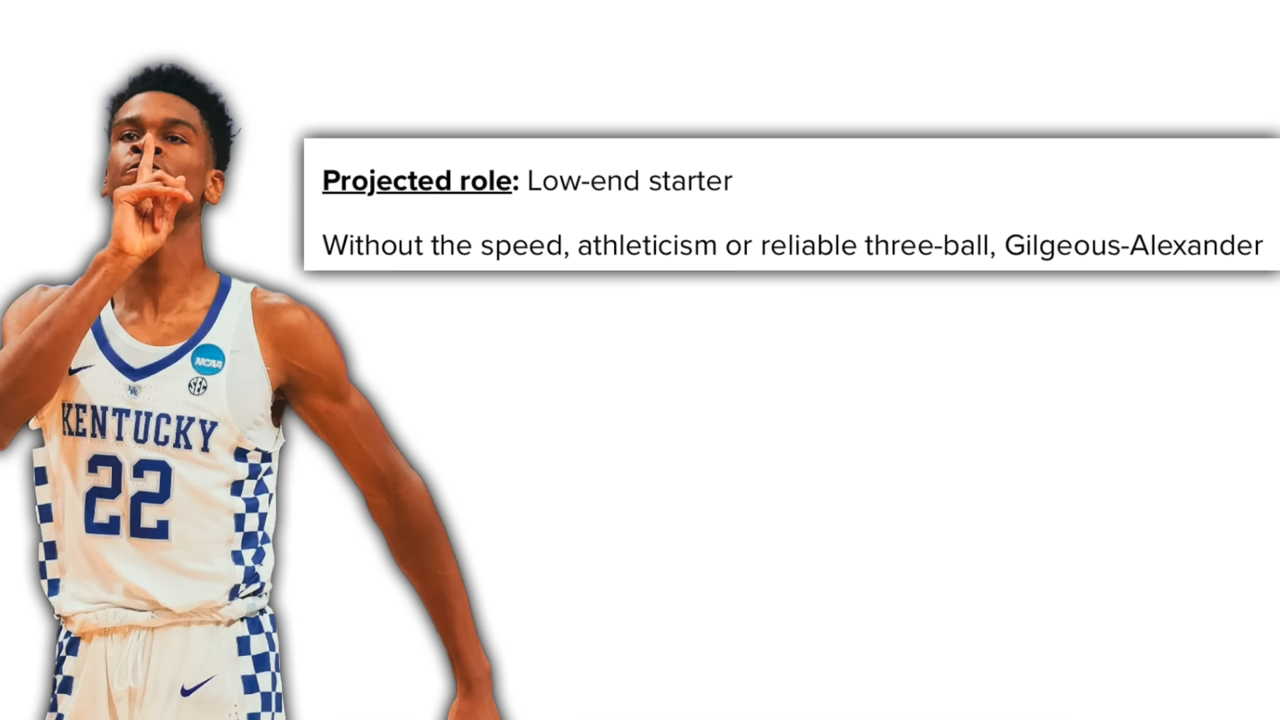 Projected role: Low-end starter
Without the speed, athleticism or reliable three-ball, Gilgeous-Alexander
NCAA
SEC
UK
KENTUCKY
22